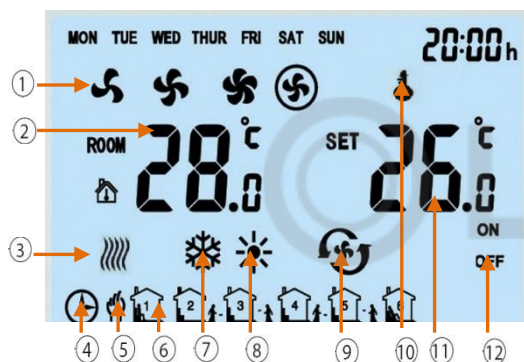 MON TUE WED THUR FRI SAT SUN 20:00 h
1
2 ROOM 28.0 °C SET 26.0 °C
ON
3 OFF
1 2 3 4 5 6
4 5 6 7 8 9 10 11 12